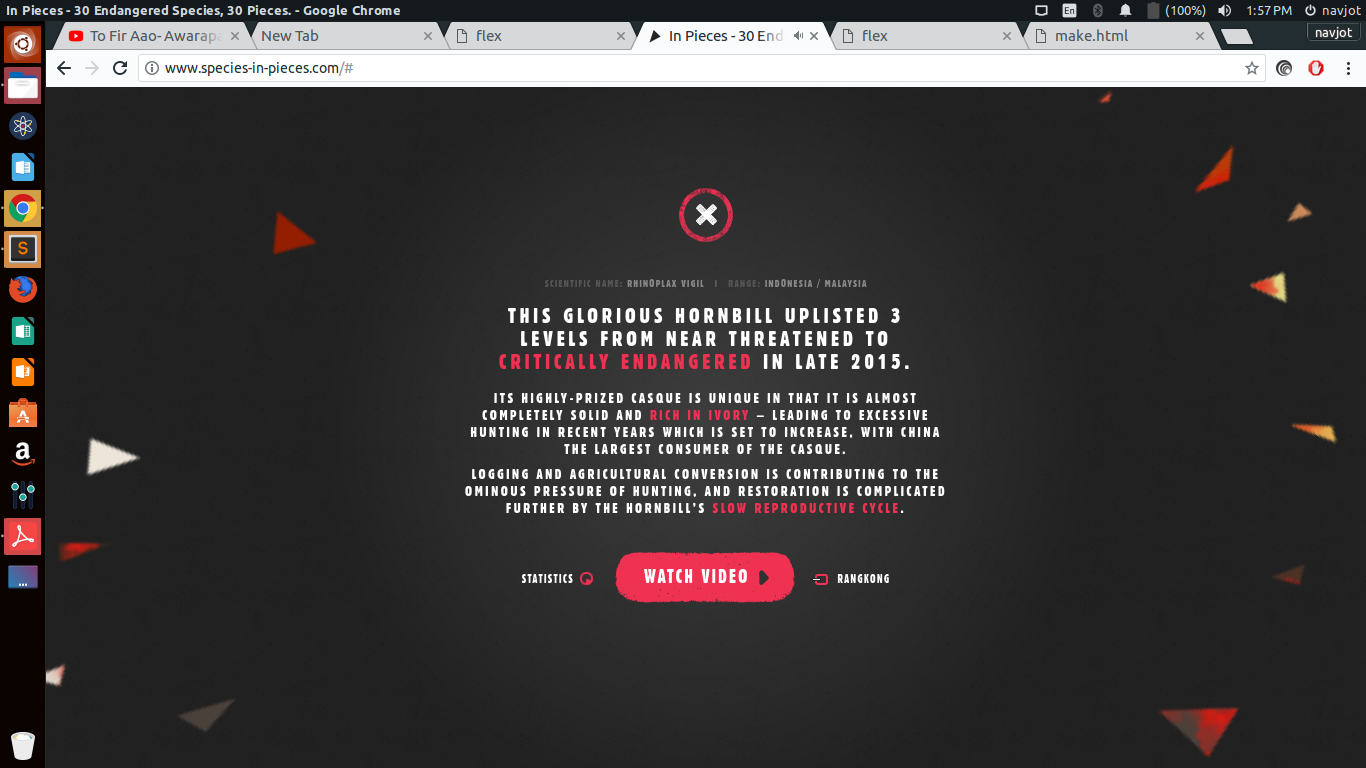 In Pieces - 30 Endangered Species, 30 Pieces. - Google Chrome
En
(100%)
1:57 PM
navjot
To Fir Aao- Awarapa
New Tab
flex
In Pieces - 30 End
flex
make.html
navjot
www.species-in-pieces.com/#
SCIENTIFIC NAME: RHINŌPLAX VIGIL | RANGE: INDŌNESIA / MALAYSIA
THIS GLORIOUS HORNBILL UPLISTED 3
LEVELS FROM NEAR THREATENED TO
CRITICALLY ENDANGERED IN LATE 2015.
ITS HIGHLY-PRIZED CASQUE IS UNIQUE IN THAT IT IS ALMOST
COMPLETELY SOLID AND RICH IN IVORY – LEADING TO EXCESSIVE
HUNTING IN RECENT YEARS WHICH IS SET TO INCREASE, WITH CHINA
THE LARGEST CONSUMER OF THE CASQUE.
LOGGING AND AGRICULTURAL CONVERSION IS CONTRIBUTING TO THE
OMINOUS PRESSURE OF HUNTING, AND RESTORATION IS COMPLICATED
FURTHER BY THE HORNBILL'S SLOW REPRODUCTIVE CYCLE.
STATISTICS
WATCH VIDEO
RANGKONG